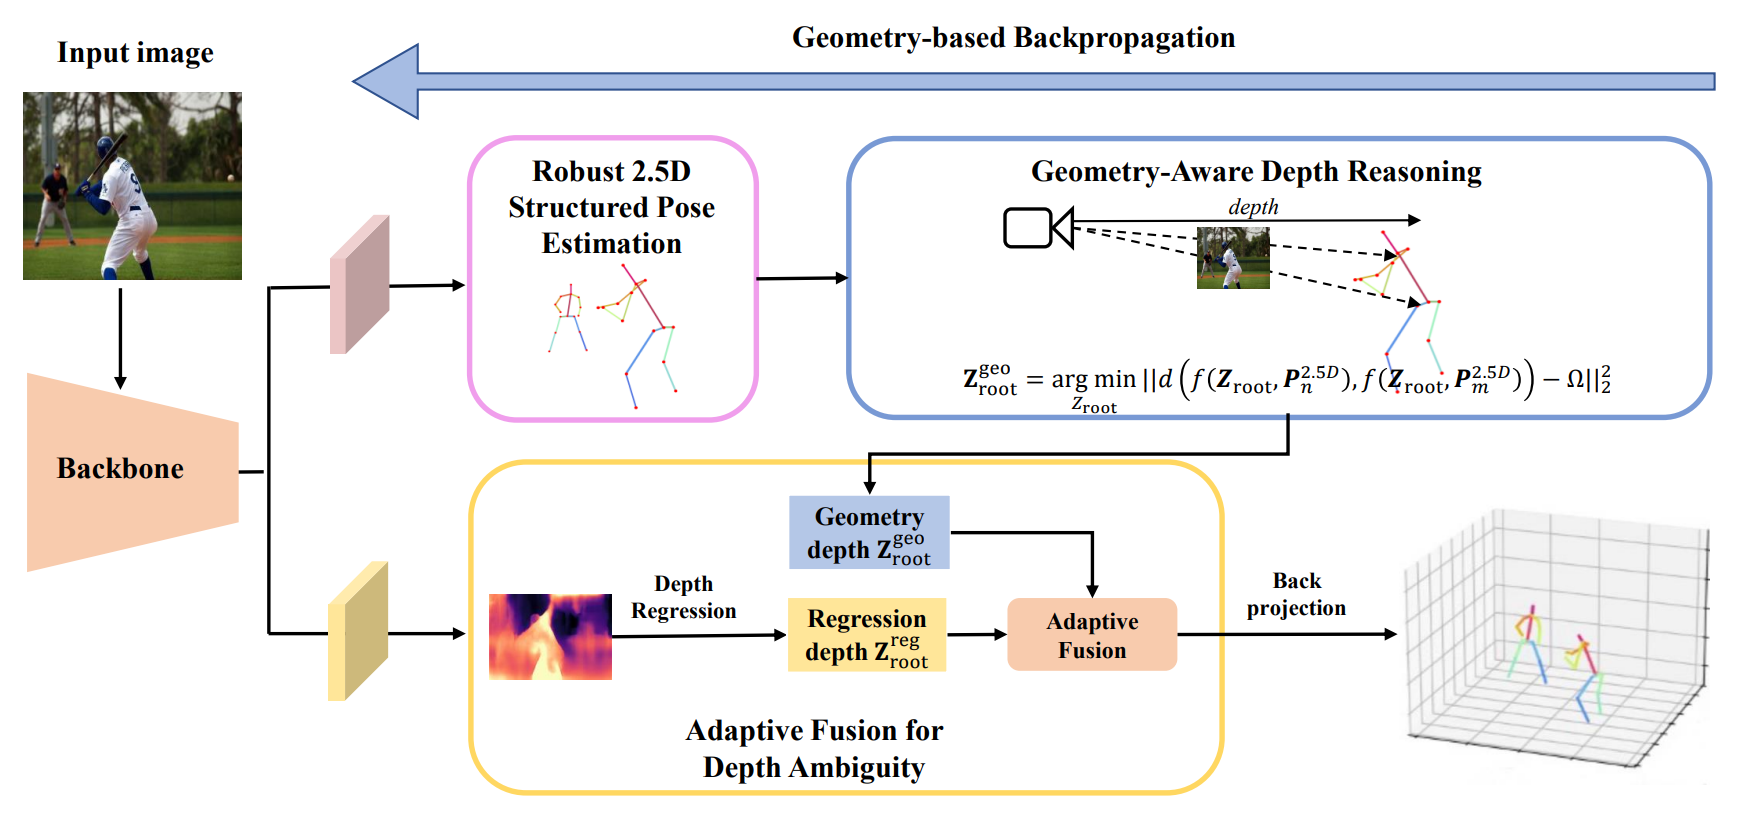 Geometry-based Backpropagation
Input image
Robust 2.5D
Structured Pose
Estimation
Geometry-Aware Depth Reasoning
depth
$\mathbf{Z}_{\text{root}}^{\text{geo}} = \underset{Z_{\text{root}}}{\arg\min} ||d\left(f(\boldsymbol{Z}_{\text{root}}, \boldsymbol{P}_n^{2.5D}), f(\boldsymbol{Z}_{\text{root}}, \boldsymbol{P}_m^{2.5D})\right) - \Omega||_2^2$
Backbone
Geometry
depth $\mathbf{Z}_{\text{root}}^{\text{geo}}$
Depth
Regression
Regression
depth $\mathbf{Z}_{\text{root}}^{\text{reg}}$
Adaptive
Fusion
Back
projection
Adaptive Fusion for
Depth Ambiguity